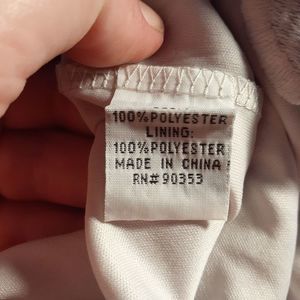 100%POLYESTER
LINING:
100%POLYESTER
MADE IN CHINA
RN# 90353